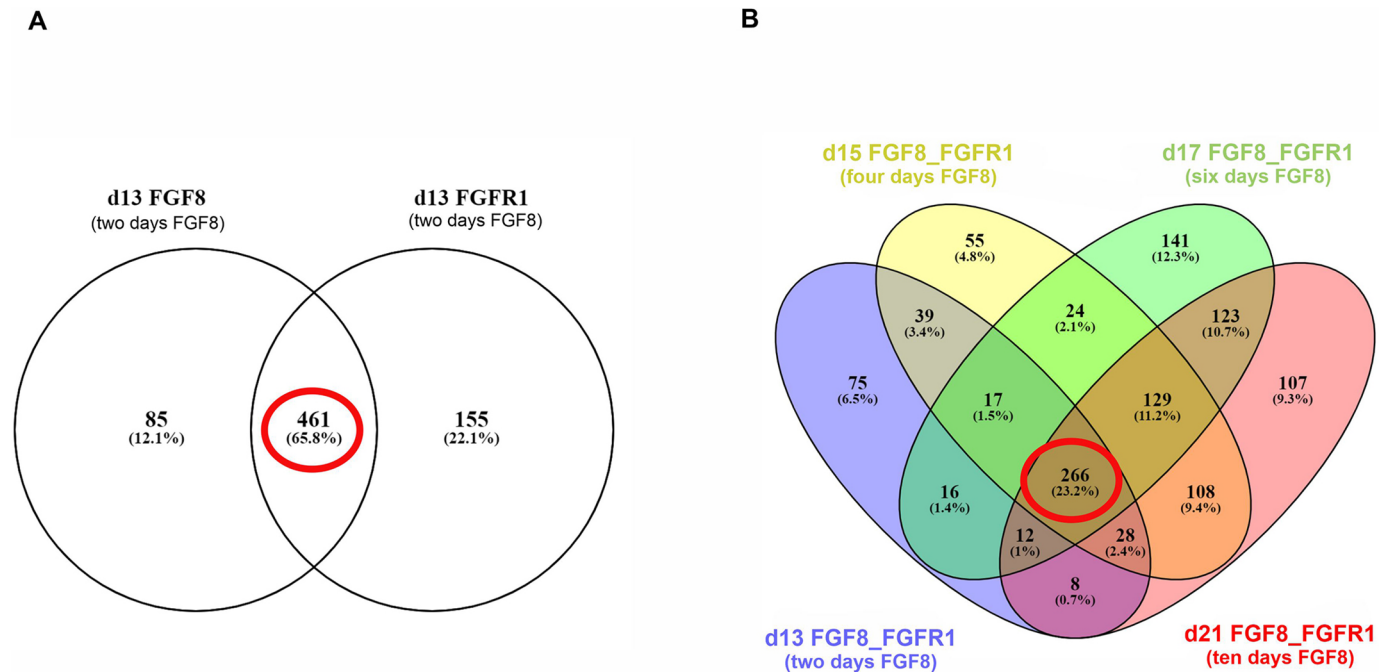 A
B
d13 FGF8
(two days FGF8)
d13 FGFR1
(two days FGF8)
85
(12.1%)
461
(65.8%)
155
(22.1%)
d15 FGF8_FGFR1
(four days FGF8)
d17 FGF8_FGFR1
(six days FGF8)
55
(4.8%)
141
(12.3%)
39
(3.4%)
24
(2.1%)
123
(10.7%)
75
(6.5%)
17
(1.5%)
129
(11.2%)
107
(9.3%)
266
(23.2%)
16
(1.4%)
108
(9.4%)
12
(1%)
28
(2.4%)
8
(0.7%)
d13 FGF8_FGFR1
(two days FGF8)
d21 FGF8_FGFR1
(ten days FGF8)